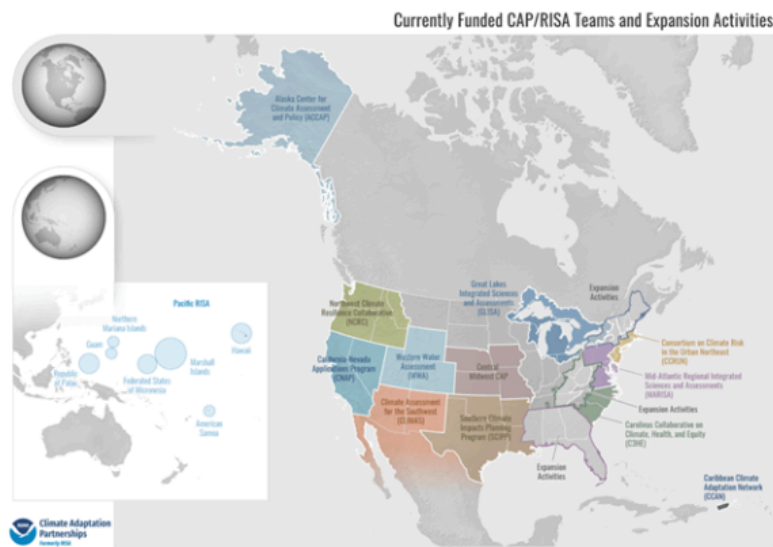 Currently Funded CAP/RISA Teams and Expansion Activities
Alaska Center for
Climate Assessment
and Policy (ACCAP)
Pacific RISA
Northern
Mariana Islands
Guam
Republic
of Palau
Federated States
of Micronesia
Marshall
Islands
Hawaii
American
Samoa
Northwest Climate
Resilience Collaborative
(NCRC)
Great Lakes
Integrated Sciences
and Assessments
(GLISA)
Expansion
Activities
California-Nevada
Applications Program
(CNAP)
Western Water
Assessment
(WWA)
Central
Midwest CAP
Consortium on Climate Risk
in the Urban Northeast
(CCRUN)
Mid-Atlantic Regional Integrated
Sciences and Assessments
(MARISA)
Climate Assessment
for the Southwest
(CLIMAS)
Southern Climate
Impacts Planning
Program (SCIPP)
Expansion Activities
Carolinas Collaborative on
Climate, Health, and Equity
(C3HE)
Expansion
Activities
Caribbean Climate
Adaptation Network
(CCAN)
NOAA
Climate Adaptation
Partnerships
formerly RISA